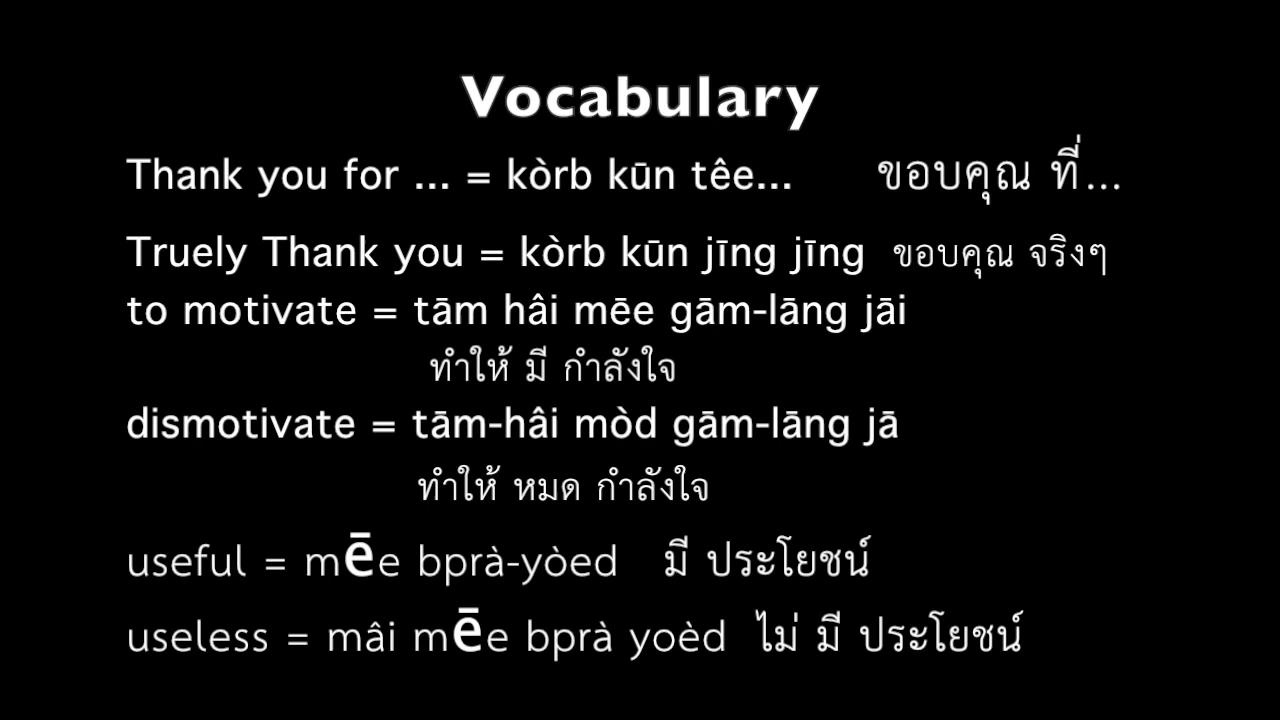 Vocabulary
Thank you for ... = kòrb kūn têe... ขอบคุณ ที่...
Truely Thank you = kòrb kūn jīng jīng ขอบคุณ จริงๆ
to motivate = tām hâi mēe gām-lāng jāi
ทำให้ มี กำลังใจ
dismotivate = tām-hâi mòd gām-lāng jā
ทำให้ หมด กำลังใจ
useful = mēe bprà-yòed มี ประโยชน์
useless = mâi mēe bprà yoèd ไม่ มี ประโยชน์